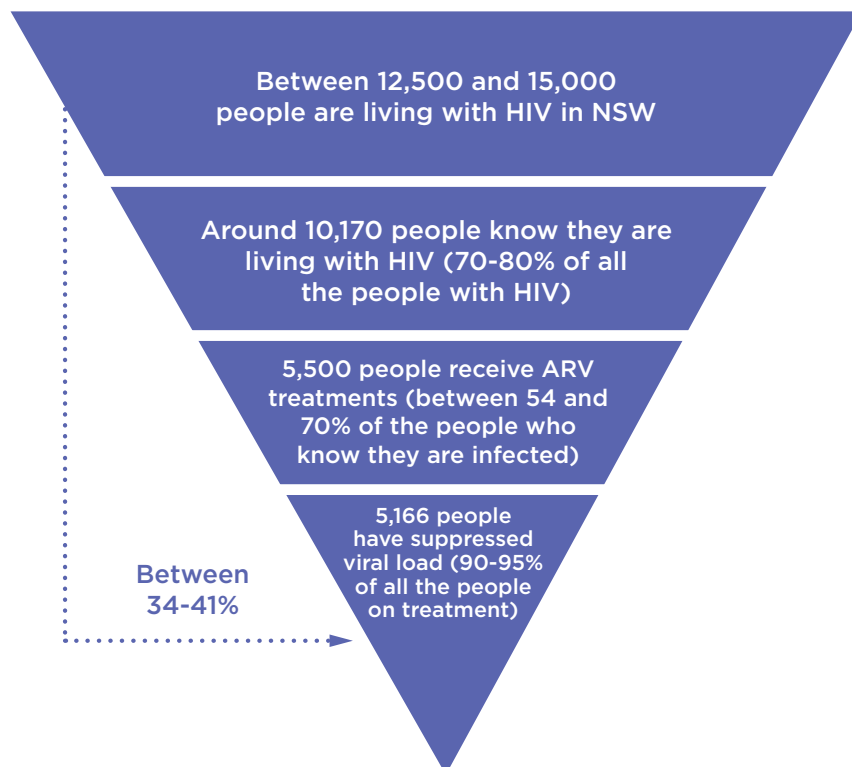 Between 12,500 and 15,000
people are living with HIV in NSW
Around 10,170 people know they are
living with HIV (70-80% of all
the people with HIV)
5,500 people receive ARV
treatments (between 54 and
70% of the people who
know they are infected)
5,166 people
have suppressed
viral load (90-95%
of all the people
on treatment)
Between
34-41%